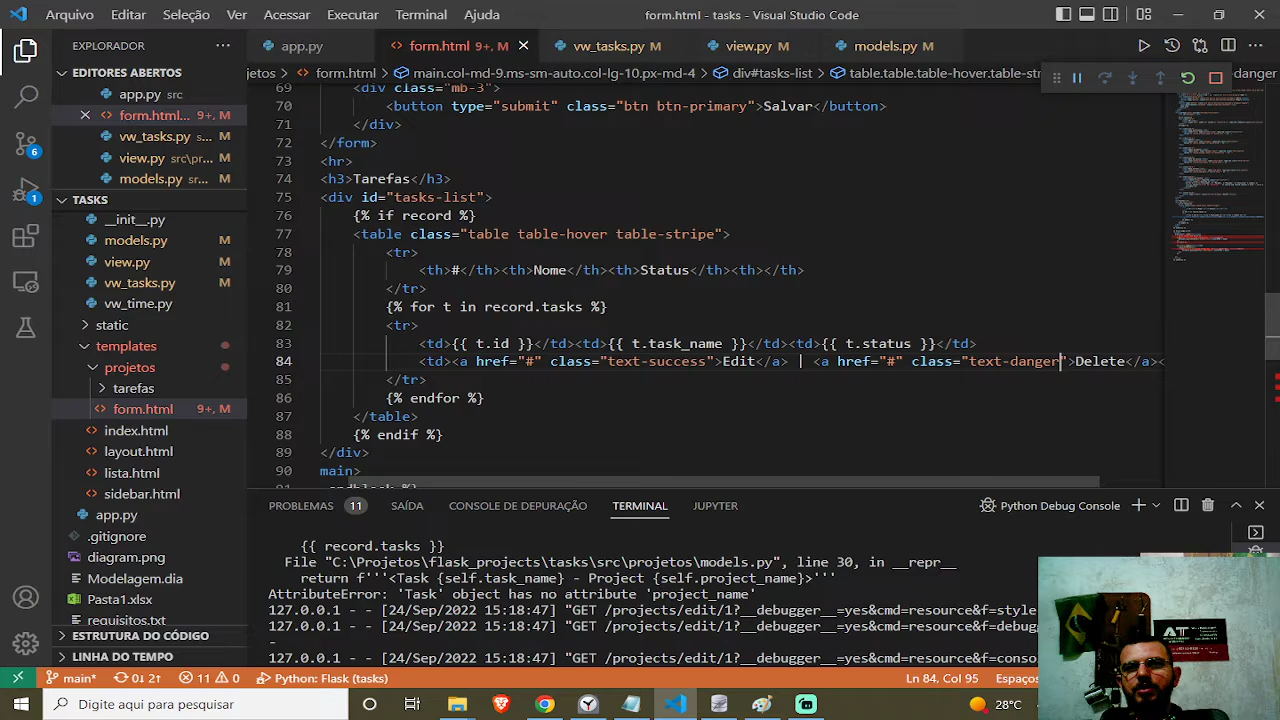 Arquivo Editar Seleção Ver Acessar Executar Terminal Ajuda form.html - tasks - Visual Studio Code
EXPLORADOR
app.py
form.html 9+, M
vw_tasks.py M
view.py M
models.py M
EDITORES ABERTOS
app.py src
form.html... 9+, M
vw_tasks.py s... M
view.py src\pr... M
models.py sr... M
TASKS
__init__.py
models.py M
view.py M
vw_tasks.py M
vw_time.py
static
templates
projetos
tarefas
form.html 9+, M
index.html
layout.html
lista.html
sidebar.html
app.py
.gitignore
diagram.png
Modelagem.dia
Pasta1.xlsx
requisitos.txt
ESTRUTURA DO CÓDIGO
LINHA DO TEMPO
6
1
ojetos > form.html > main.col-md-9.ms-sm-auto.col-lg-10.px-md-4 > div#tasks-list > table.table.table-hover.table-st danger
69 <div class="mb-3">
70 <button type="submit" class="btn btn-primary">Salvar</button>
71 </div>
72 </form>
73 <hr>
74 <h3>Tarefas</h3>
75 <div id="tasks-list">
76 {% if record %}
77 <table class="table table-hover table-stripe">
78 <tr>
79 <th>#</th><th>Nome</th><th>Status</th><th></th>
80 </tr>
81 {% for t in record.tasks %}
82 <tr>
83 <td>{{ t.id }}</td><td>{{ t.task_name }}</td><td>{{ t.status }}</td>
84 <td><a href="#" class="text-success">Edit</a> | <a href="#" class="text-danger">Delete</a><
85 </tr>
86 {% endfor %}
87 </table>
88 {% endif %}
89 </div>
90 main>
PROBLEMAS 11 SAÍDA CONSOLE DE DEPURAÇÃO TERMINAL JUPYTER Python Debug Console
{{ record.tasks }}
File "C:\Projetos\flask_projects\tasks\src\projetos\models.py", line 30, in __repr__
return f'''<Task {self.task_name} - Project {self.project_name}>'''
AttributeError: 'Task' object has no attribute 'project_name'
127.0.0.1 - - [24/Sep/2022 15:18:47] "GET /projects/edit/1?__debugger__=yes&cmd=resource&f=style
127.0.0.1 - - [24/Sep/2022 15:18:47] "GET /projects/edit/1?__debugger__=yes&cmd=resource&f=debug
-
127.0.0.1 - - [24/Sep/2022 15:18:47] "GET /projects/edit/1?__debugger__=yes&cmd=resource&f=conso
AT
main* 0↓ 2↑ 11 0 Python: Flask (tasks) Ln 84, Col 95
Digite aqui para pesquisar
28°C